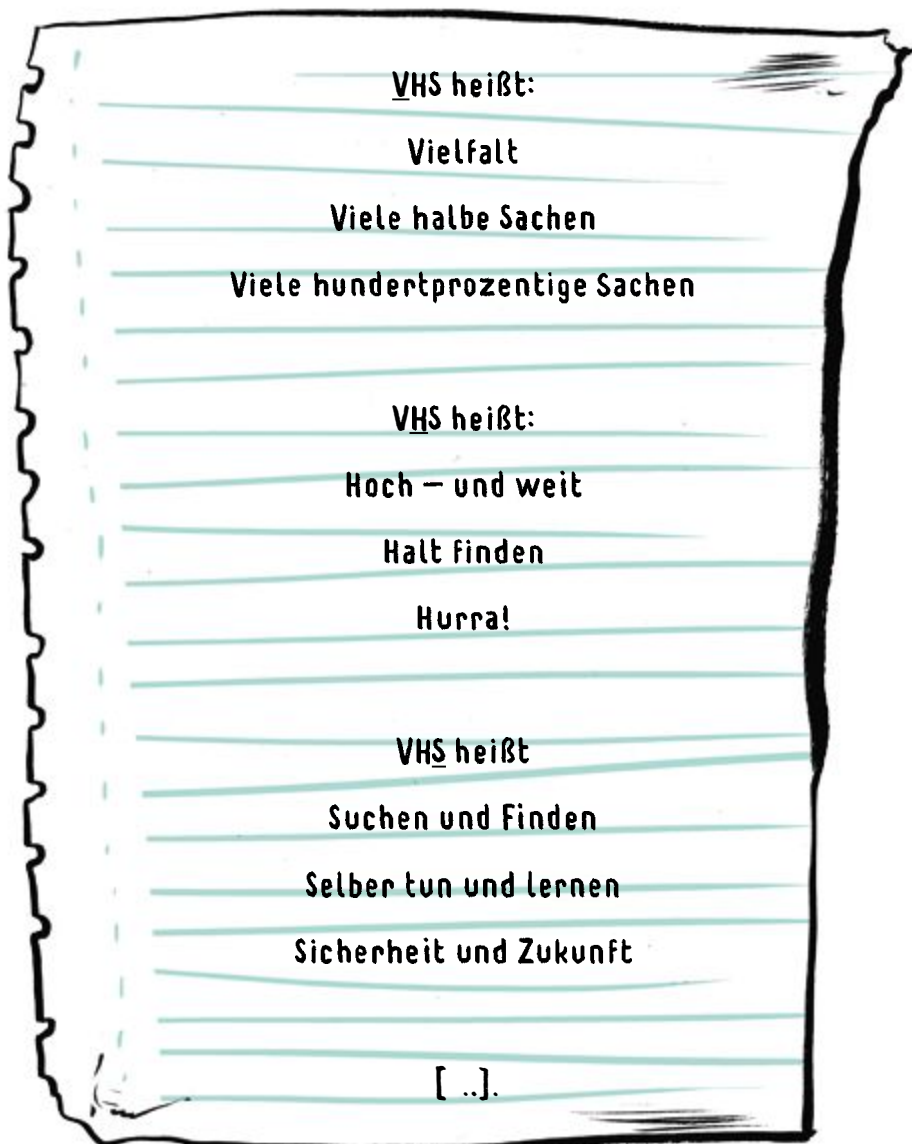 VHS heißt:
Vielfalt
Viele halbe Sachen
Viele hundertprozentige Sachen
VHS heißt:
Hoch – und weit
Halt finden
Hurra!
VHS heißt
Suchen und Finden
Selber tun und lernen
Sicherheit und Zukunft
[ ..].